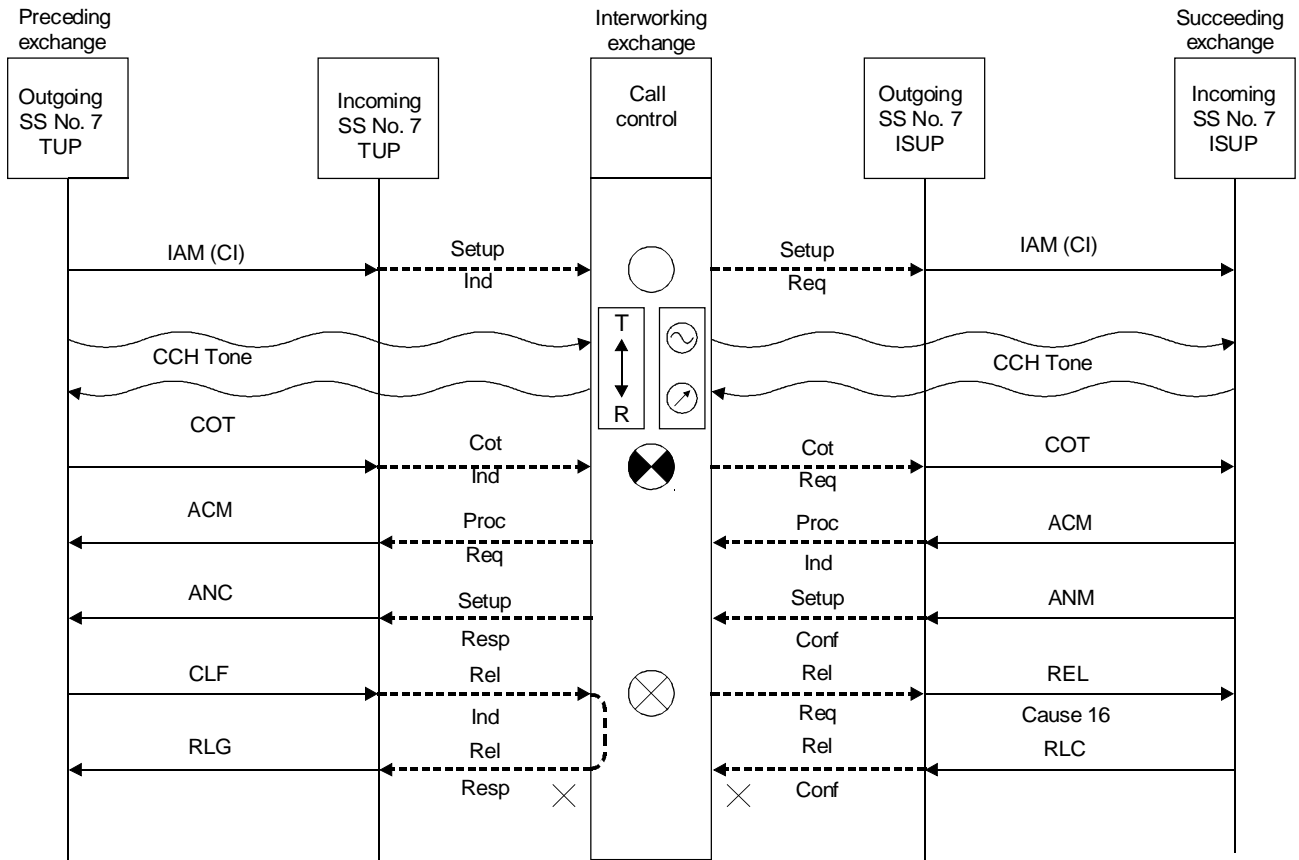 Preceding
exchange
Interworking
exchange
Succeeding
exchange
Outgoing
SS No. 7
TUP
Incoming
SS No. 7
TUP
Call
control
Outgoing
SS No. 7
ISUP
Incoming
SS No. 7
ISUP
IAM (CI)
Setup
Ind
Setup
Req
IAM (CI)
T
R
CCH Tone
CCH Tone
COT
Cot
Ind
Cot
Req
COT
ACM
Proc
Req
Proc
Ind
ACM
ANC
Setup
Resp
Setup
Conf
ANM
CLF
Rel
Ind
Rel
Req
REL
Cause 16
RLG
Rel
Resp
Rel
Conf
RLC